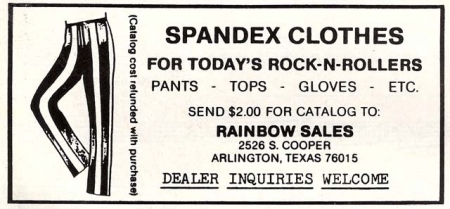 (Catalog cost refunded with purchase)
SPANDEX CLOTHES
FOR TODAY'S ROCK-N-ROLLERS
PANTS - TOPS - GLOVES - ETC.
SEND $2.00 FOR CATALOG TO:
RAINBOW SALES
2526 S. COOPER
ARLINGTON, TEXAS 76015
DEALER INQUIRIES WELCOME